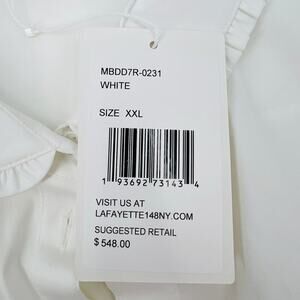 MBDD7R-0231
WHITE
SIZE XXL
1 93692 73143 4
VISIT US AT
LAFAYETTE148NY.COM
SUGGESTED RETAIL
$ 548.00